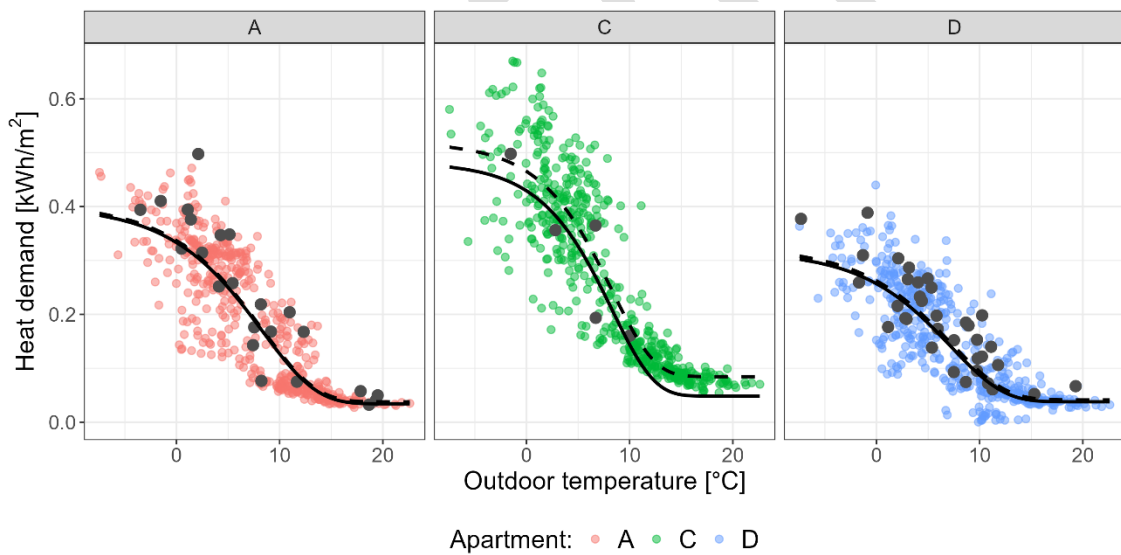 A C D
Heat demand [kWh/m²]
0.6
0.4
0.2
0.0
0 10 20 0 10 20 0 10 20
Outdoor temperature [°C]
Apartment: A C D